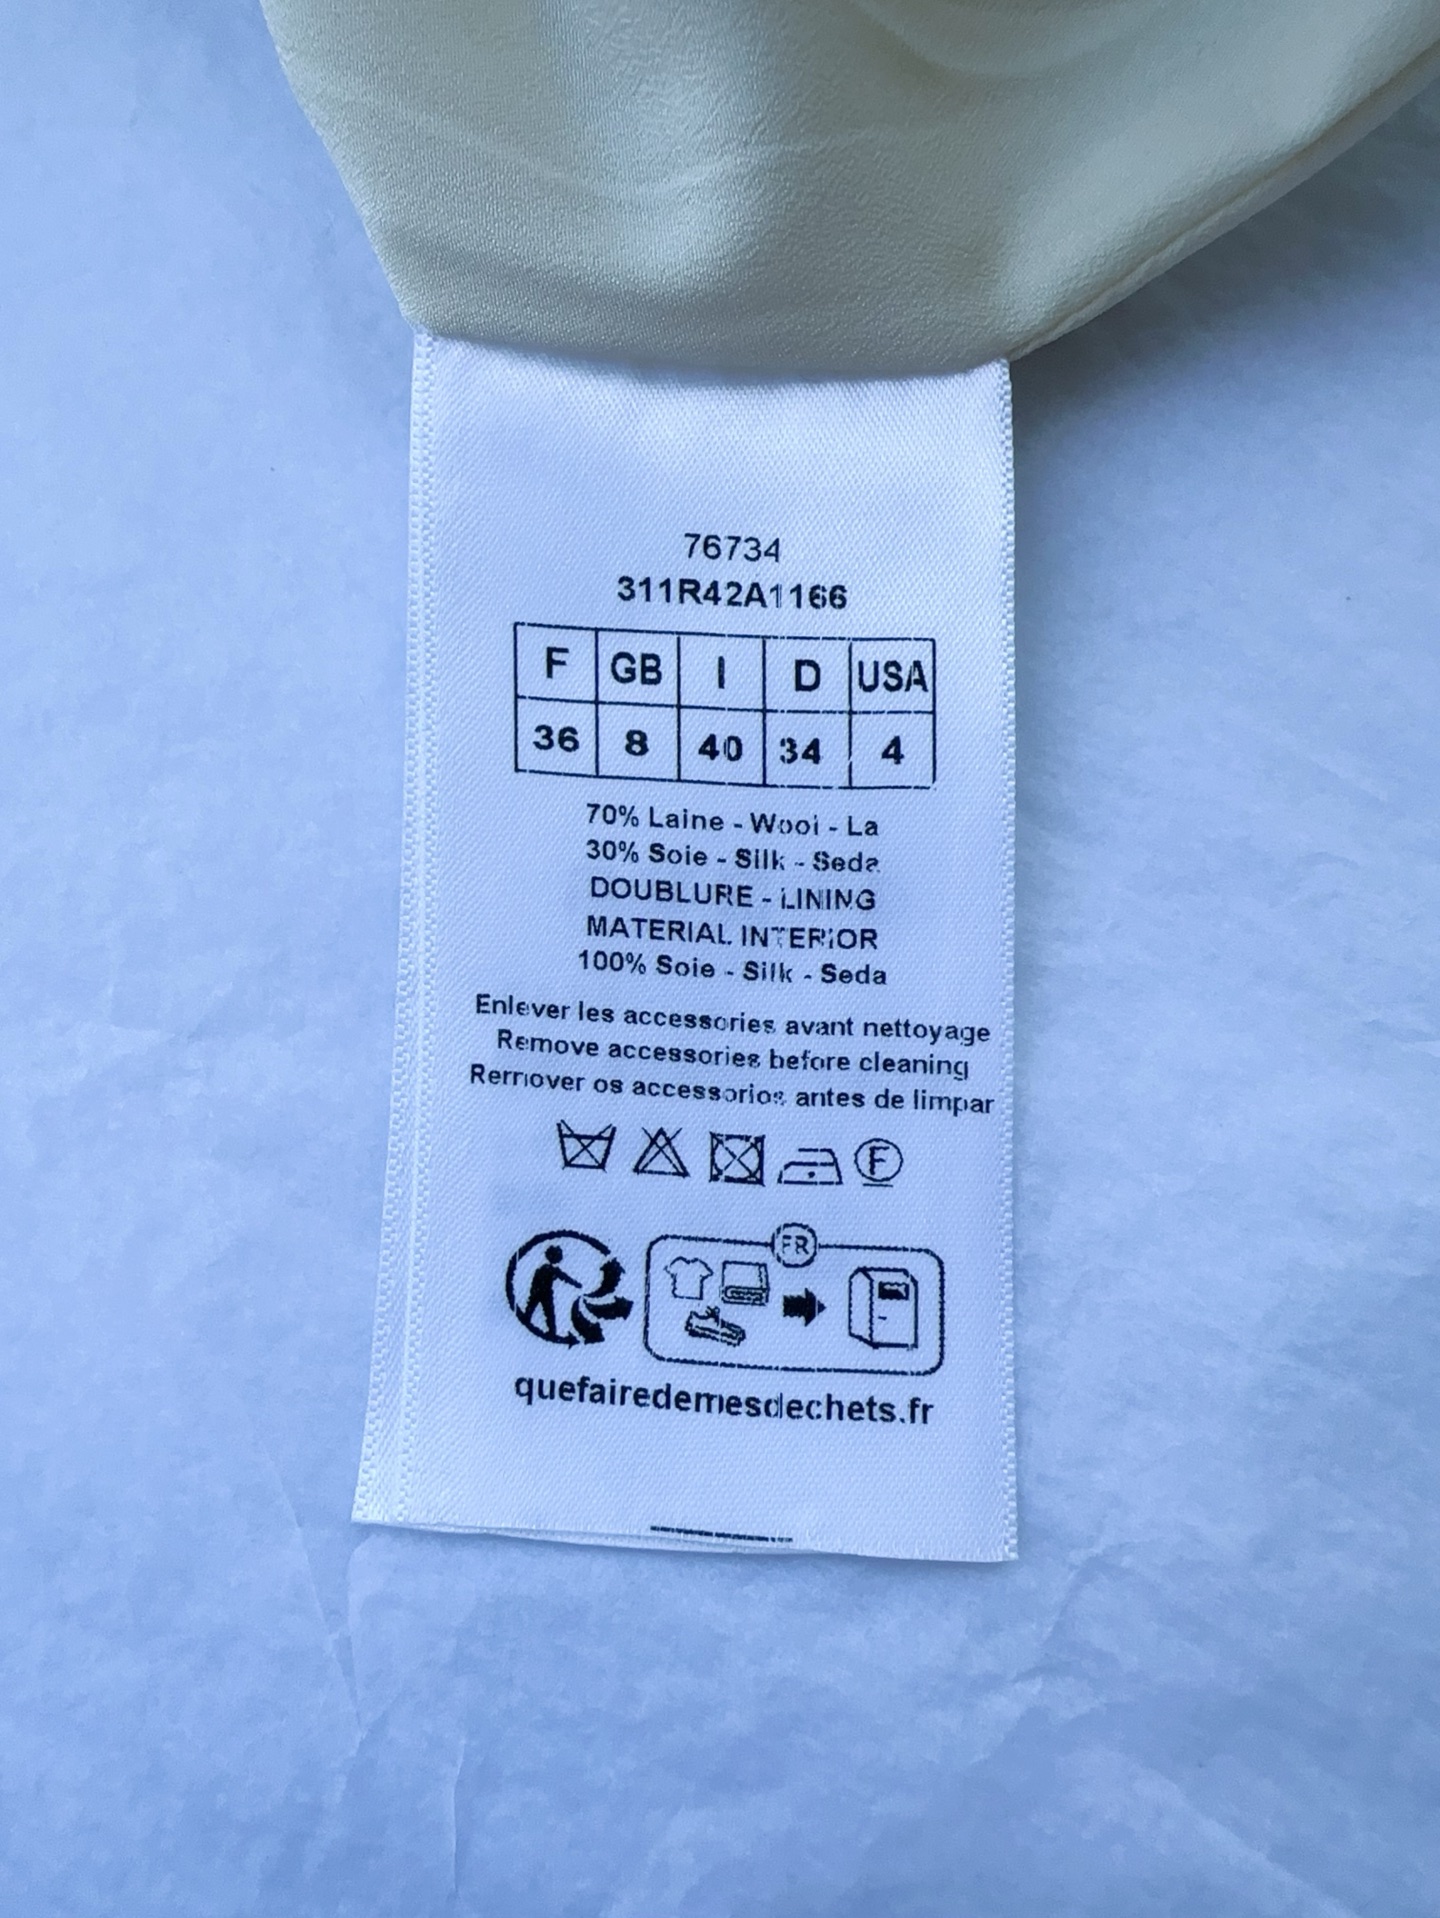 76734
311R42A1166
F GB I D USA
36 8 40 34 4
70% Laine - Wool - La
30% Soie - Silk - Seda
DOUBLURE - LINING
MATERIAL INTERIOR
100% Soie - Silk - Seda
Enlever les accessories avant nettoyage
Remove accessories before cleaning
Remover os accessorios antes de limpar
F
FR
quefairedemesdechets.fr